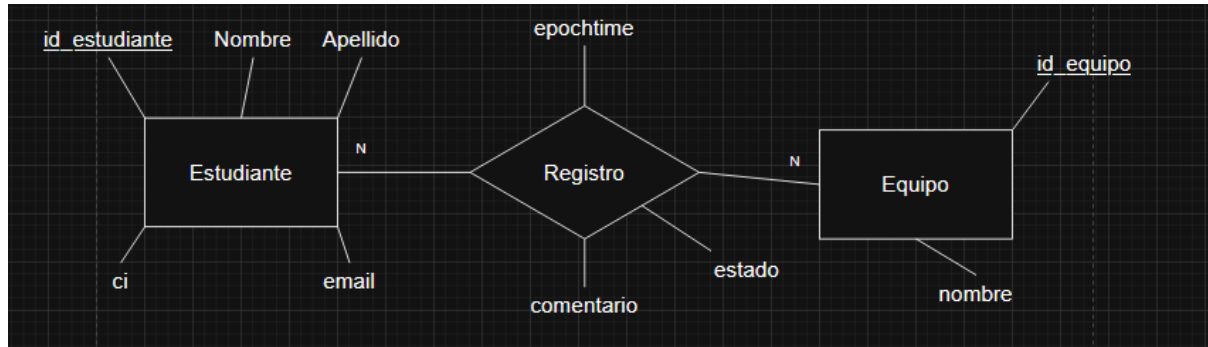 epochtime
id_estudiante
Nombre
Apellido
id_equipo
N
Estudiante
Registro
N
Equipo
ci
email
estado
comentario
nombre